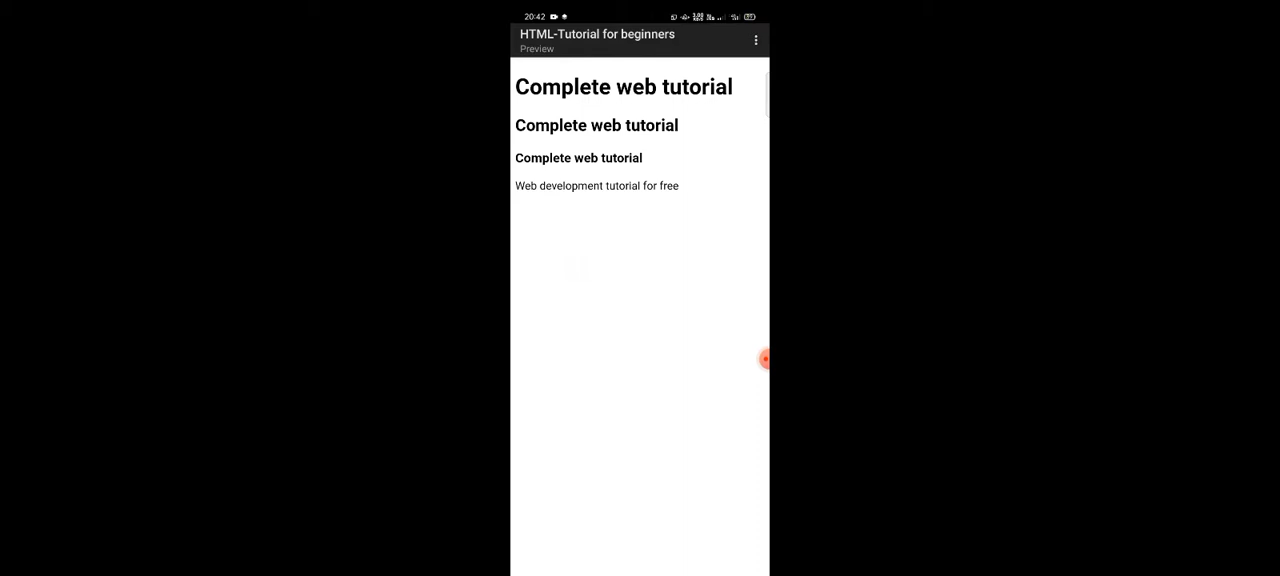 20:42
HTML-Tutorial for beginners
Preview
Complete web tutorial
Complete web tutorial
Complete web tutorial
Web development tutorial for free